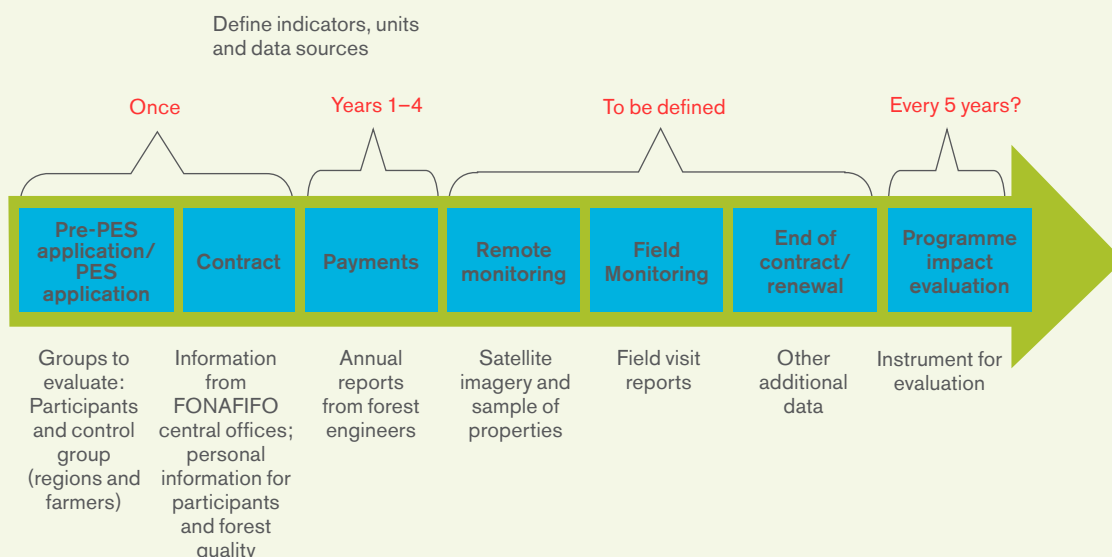 Define indicators, units
and data sources
Once
Years 1–4
To be defined
Every 5 years?
Pre-PES
application/
PES
application
Contract
Payments
Remote
monitoring
Field
Monitoring
End of
contract/
renewal
Programme
impact
evaluation
Groups to
evaluate:
Participants
and control
group
(regions and
farmers)
Information
from
FONAFIFO
central offices;
personal
information for
participants
and forest
quality
Annual
reports
from forest
engineers
Satellite
imagery and
sample of
properties
Field visit
reports
Other
additional
data
Instrument for
evaluation